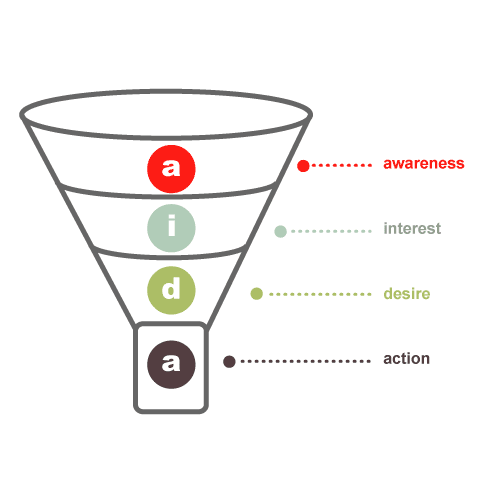 a awareness
i interest
d desire
a action